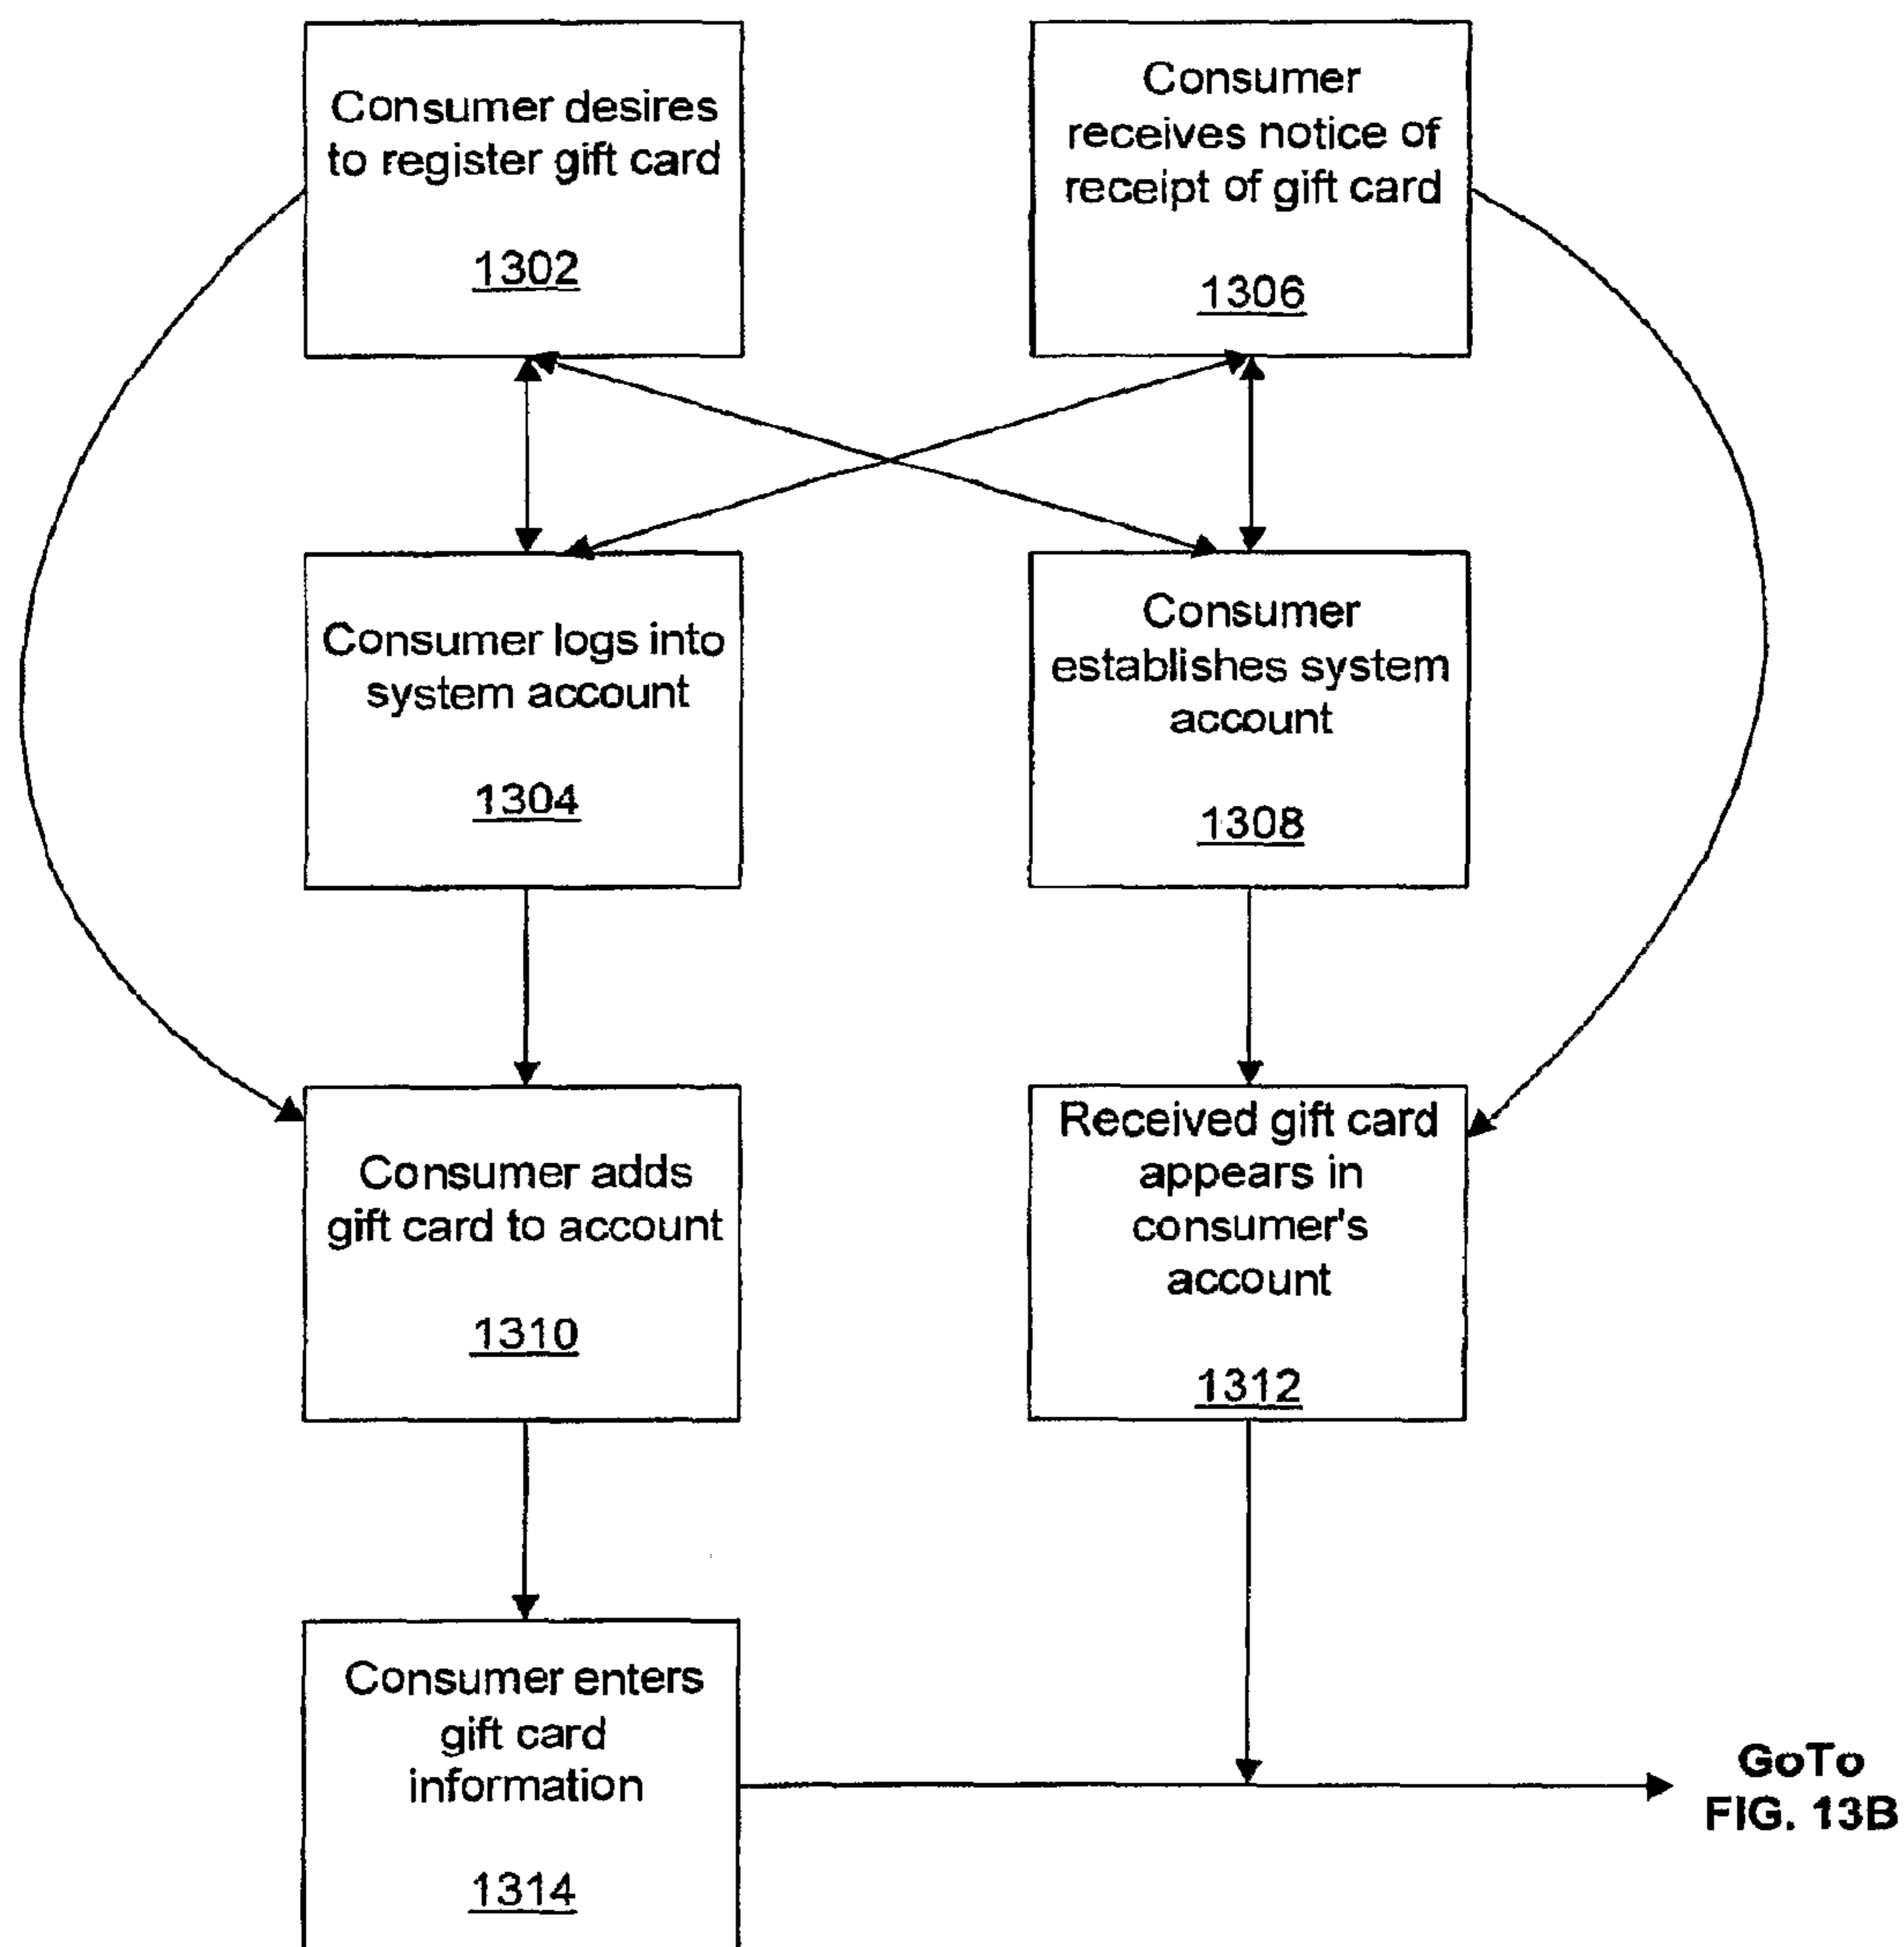 Consumer desires
to register gift card
1302
Consumer
receives notice of
receipt of gift card
1306
Consumer logs into
system account
1304
Consumer
establishes system
account
1308
Consumer adds
gift card to account
1310
Received gift card
appears in
consumer's
account
1312
Consumer enters
gift card
information
1314
GoTo
FIG. 13B